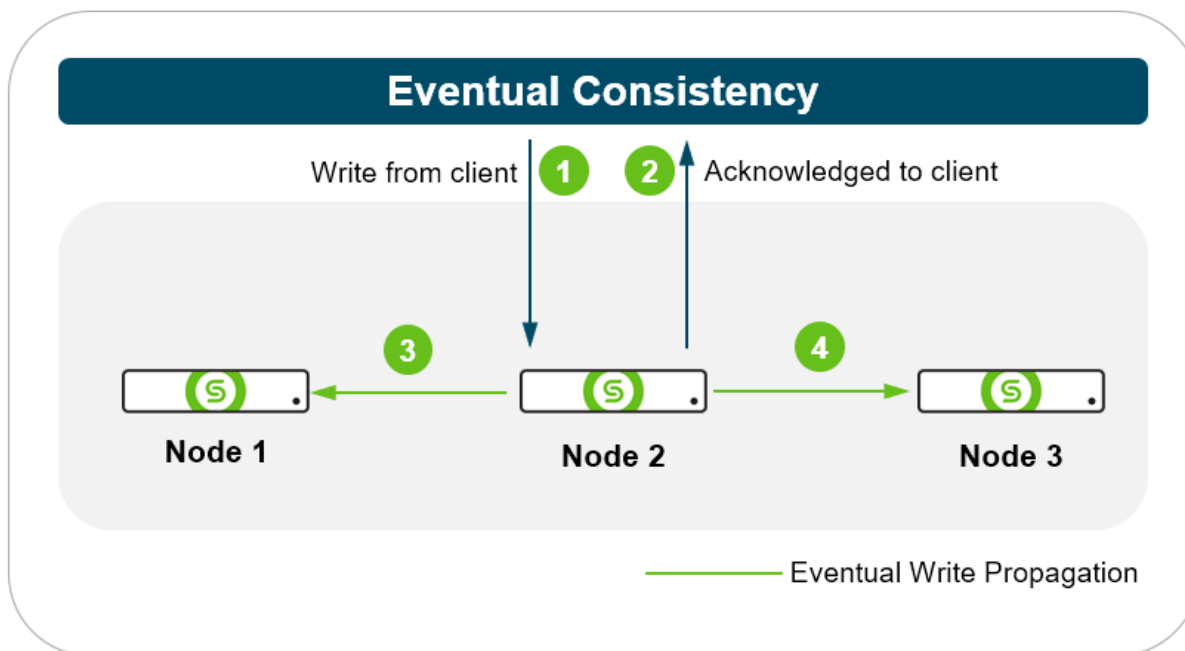 Eventual Consistency
Write from client 1 2 Acknowledged to client
3 4
Node 1 Node 2 Node 3
Eventual Write Propagation